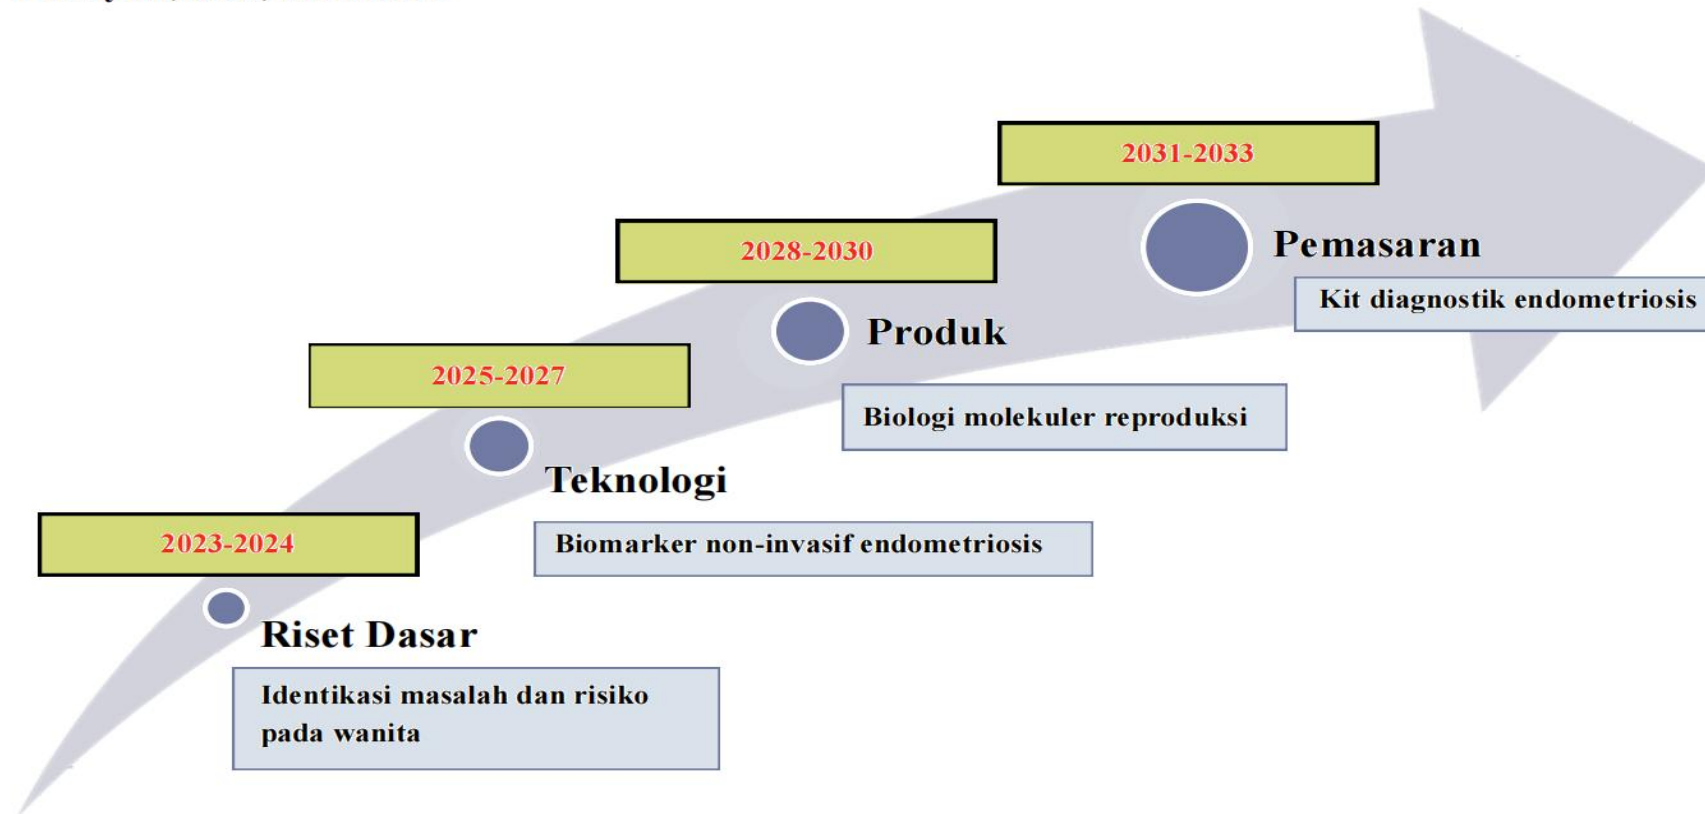 2023-2024
Riset Dasar
Identikasi masalah dan risiko
pada wanita
2025-2027
Teknologi
Biomarker non-invasif endometriosis
2028-2030
Produk
Biologi molekuler reproduksi
2031-2033
Pemasaran
Kit diagnostik endometriosis